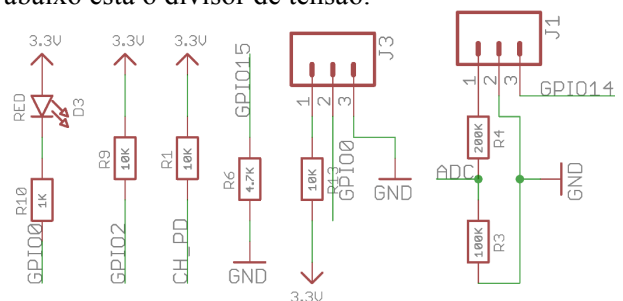 abaixo está o divisor de tensão.
3.3V
RED
D3
R10
1K
GPIO0
3.3V
R9
10K
GPIO2
3.3V
R1
10K
CH_PD
GPIO15
R6
4.7K
GND
J3
1
2
3
R13
10K
GPIO0
GND
3.3V
J1
1
2
3
GPIO14
R4
200K
ADC
GND
R3
100K